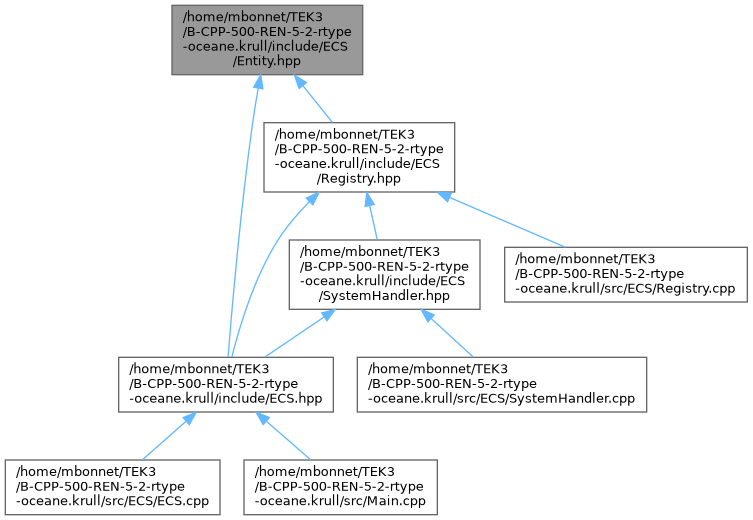 /home/mbonnet/TEK3
/B-CPP-500-REN-5-2-rtype
-oceane.krull/include/ECS
/Entity.hpp
/home/mbonnet/TEK3
/B-CPP-500-REN-5-2-rtype
-oceane.krull/include/ECS
/Registry.hpp
/home/mbonnet/TEK3
/B-CPP-500-REN-5-2-rtype
-oceane.krull/include/ECS
/SystemHandler.hpp
/home/mbonnet/TEK3
/B-CPP-500-REN-5-2-rtype
-oceane.krull/src/ECS/Registry.cpp
/home/mbonnet/TEK3
/B-CPP-500-REN-5-2-rtype
-oceane.krull/include/ECS.hpp
/home/mbonnet/TEK3
/B-CPP-500-REN-5-2-rtype
-oceane.krull/src/ECS/SystemHandler.cpp
/home/mbonnet/TEK3
/B-CPP-500-REN-5-2-rtype
-oceane.krull/src/ECS/ECS.cpp
/home/mbonnet/TEK3
/B-CPP-500-REN-5-2-rtype
-oceane.krull/src/Main.cpp